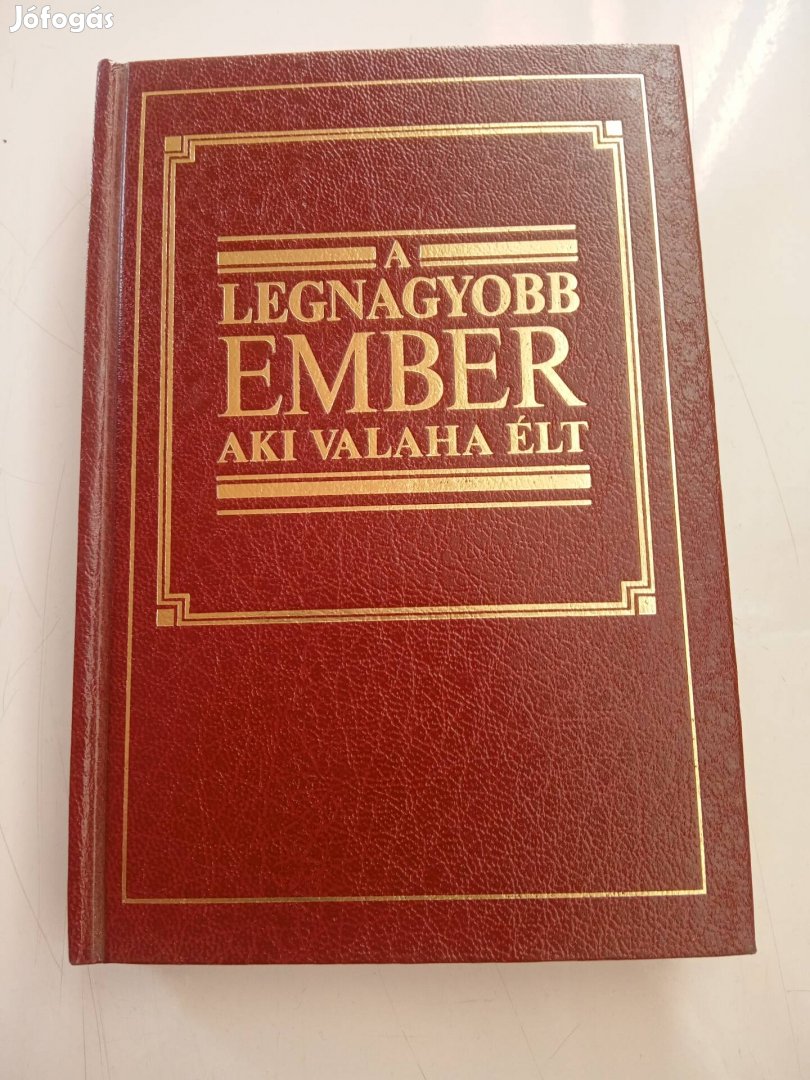 Jófogás
A
LEGNAGYOBB
EMBER
AKI VALAHA ÉLT